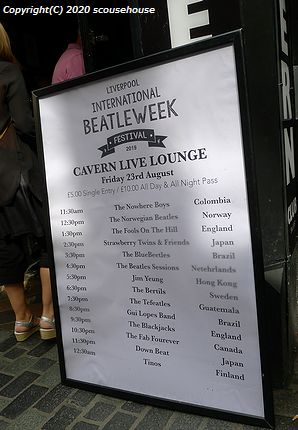 Copyright(C) 2020 scousehouse
LIVERPOOL
INTERNATIONAL
BEATLEWEEK
FESTIVAL
2019
CAVERN LIVE LOUNGE
Friday 23rd August
£5.00 Single Entry / £10.00 All Day & All Night Pass
11:30am The Nowhere Boys Colombia
12:30pm The Norwegian Beatles Norway
1:30pm The Fools On The Hill England
2:30pm Strawberry Twins & Friends Japan
3:30pm The BlueBeetles Brazil
4:30pm The Beatles Sessions Netehrlands
5:30pm Jim Yeung Hong Kong
6:30pm The Bertils Sweden
7:30pm The Tefeatles Guatemala
8:30pm Gui Lopes Band Brazil
9:30pm The Blackjacks England
10:30pm The Fab Fourever Canada
11:30pm Down Beat Japan
12:30am Tinos Finland